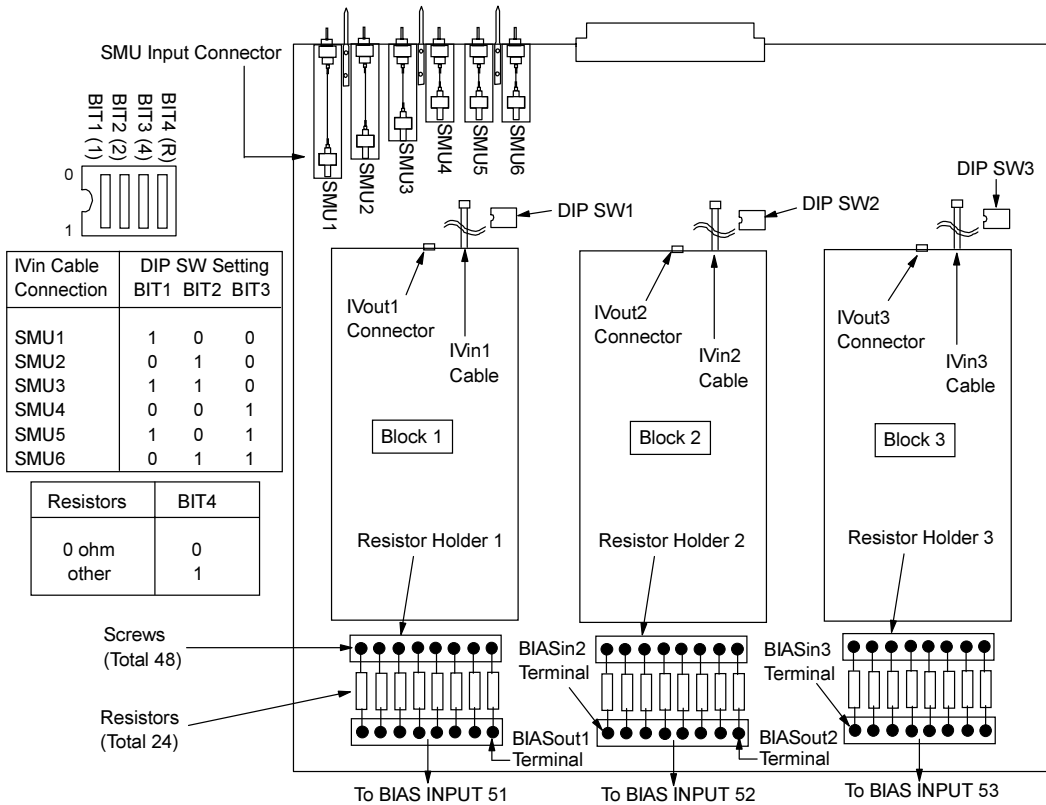 SMU Input Connector
BIT1 (1)
BIT2 (2)
BIT3 (4)
BIT4 (R)
0
1
SMU1
SMU2
SMU3
SMU4
SMU5
SMU6
DIP SW1
DIP SW2
DIP SW3
IVin Cable DIP SW Setting
Connection BIT1 BIT2 BIT3
SMU1 1 0 0
SMU2 0 1 0
SMU3 1 1 0
SMU4 0 0 1
SMU5 1 0 1
SMU6 0 1 1
Resistors BIT4
0 ohm 0
other 1
IVout1
Connector
IVin1
Cable
IVout2
Connector
IVin2
Cable
IVout3
Connector
IVin3
Cable
Block 1
Block 2
Block 3
Resistor Holder 1
Resistor Holder 2
Resistor Holder 3
Screws
(Total 48)
Resistors
(Total 24)
BIASin2
Terminal
BIASin3
Terminal
BIASout1
Terminal
BIASout2
Terminal
To BIAS INPUT 51
To BIAS INPUT 52
To BIAS INPUT 53